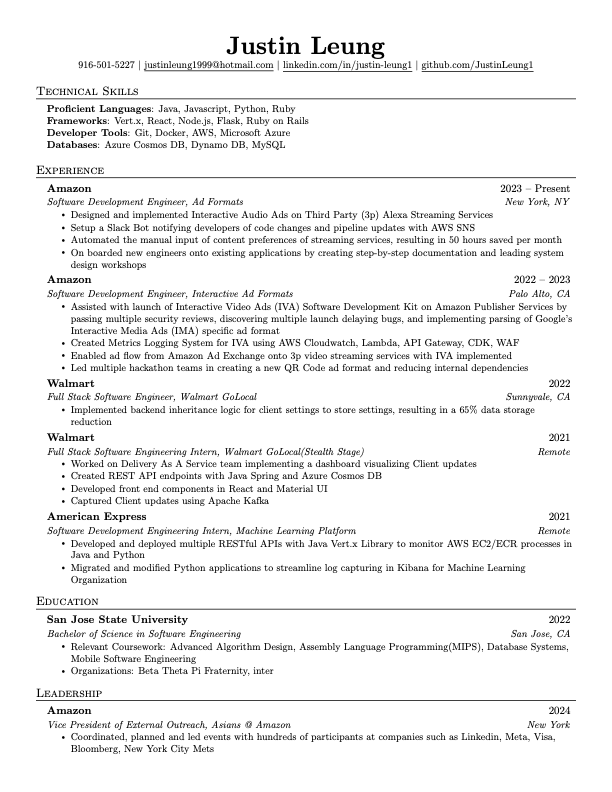 Justin Leung
916-501-5227 | justinleung1999@hotmail.com | linkedin.com/in/justin-leung1 | github.com/JustinLeung1
Technical Skills
Proficient Languages: Java, Javascript, Python, Ruby
Frameworks: Vert.x, React, Node.js, Flask, Ruby on Rails
Developer Tools: Git, Docker, AWS, Microsoft Azure
Databases: Azure Cosmos DB, Dynamo DB, MySQL
Experience
Amazon 2023 – Present
Software Development Engineer, Ad Formats New York, NY
• Designed and implemented Interactive Audio Ads on Third Party (3p) Alexa Streaming Services
• Setup a Slack Bot notifying developers of code changes and pipeline updates with AWS SNS
• Automated the manual input of content preferences of streaming services, resulting in 50 hours saved per month
• On boarded new engineers onto existing applications by creating step-by-step documentation and leading system
design workshops
Amazon 2022 – 2023
Software Development Engineer, Interactive Ad Formats Palo Alto, CA
• Assisted with launch of Interactive Video Ads (IVA) Software Development Kit on Amazon Publisher Services by
passing multiple security reviews, discovering multiple launch delaying bugs, and implementing parsing of Google's
Interactive Media Ads (IMA) specific ad format
• Created Metrics Logging System for IVA using AWS Cloudwatch, Lambda, API Gateway, CDK, WAF
• Enabled ad flow from Amazon Ad Exchange onto 3p video streaming services with IVA implemented
• Led multiple hackathon teams in creating a new QR Code ad format and reducing internal dependencies
Walmart 2022
Full Stack Software Engineer, Walmart GoLocal Sunnyvale, CA
• Implemented backend inheritance logic for client settings to store settings, resulting in a 65% data storage
reduction
Walmart 2021
Full Stack Software Engineering Intern, Walmart GoLocal(Stealth Stage) Remote
• Worked on Delivery As A Service team implementing a dashboard visualizing Client updates
• Created REST API endpoints with Java Spring and Azure Cosmos DB
• Developed front end components in React and Material UI
• Captured Client updates using Apache Kafka
American Express 2021
Software Development Engineering Intern, Machine Learning Platform Remote
• Developed and deployed multiple RESTful APIs with Java Vert.x Library to monitor AWS EC2/ECR processes in
Java and Python
• Migrated and modified Python applications to streamline log capturing in Kibana for Machine Learning
Organization
Education
San Jose State University 2022
Bachelor of Science in Software Engineering San Jose, CA
• Relevant Coursework: Advanced Algorithm Design, Assembly Language Programming(MIPS), Database Systems,
Mobile Software Engineering
• Organizations: Beta Theta Pi Fraternity, inter
Leadership
Amazon 2024
Vice President of External Outreach, Asians @ Amazon New York
• Coordinated, planned and led events with hundreds of participants at companies such as Linkedin, Meta, Visa,
Bloomberg, New York City Mets